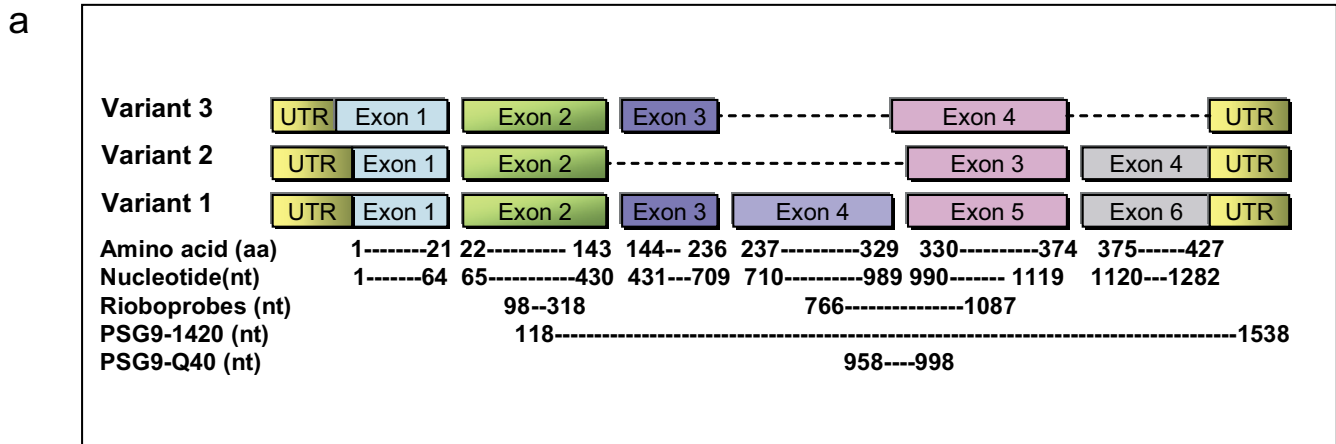 a
Variant 3 UTR Exon 1 Exon 2 Exon 3 Exon 4 UTR
Variant 2 UTR Exon 1 Exon 2 Exon 3 Exon 4 UTR
Variant 1 UTR Exon 1 Exon 2 Exon 3 Exon 4 Exon 5 Exon 6 UTR
Amino acid (aa) 1--------21 22----------- 143 144-- 236 237-----------329 330-----------374 375------427
Nucleotide(nt) 1-------64 65------------430 431---709 710-----------989 990------- 1119 1120---1282
Rioboprobes (nt) 98--318 766---------------1087
PSG9-1420 (nt) 118--------------------------------------------------------------------------------1538
PSG9-Q40 (nt) 958----998